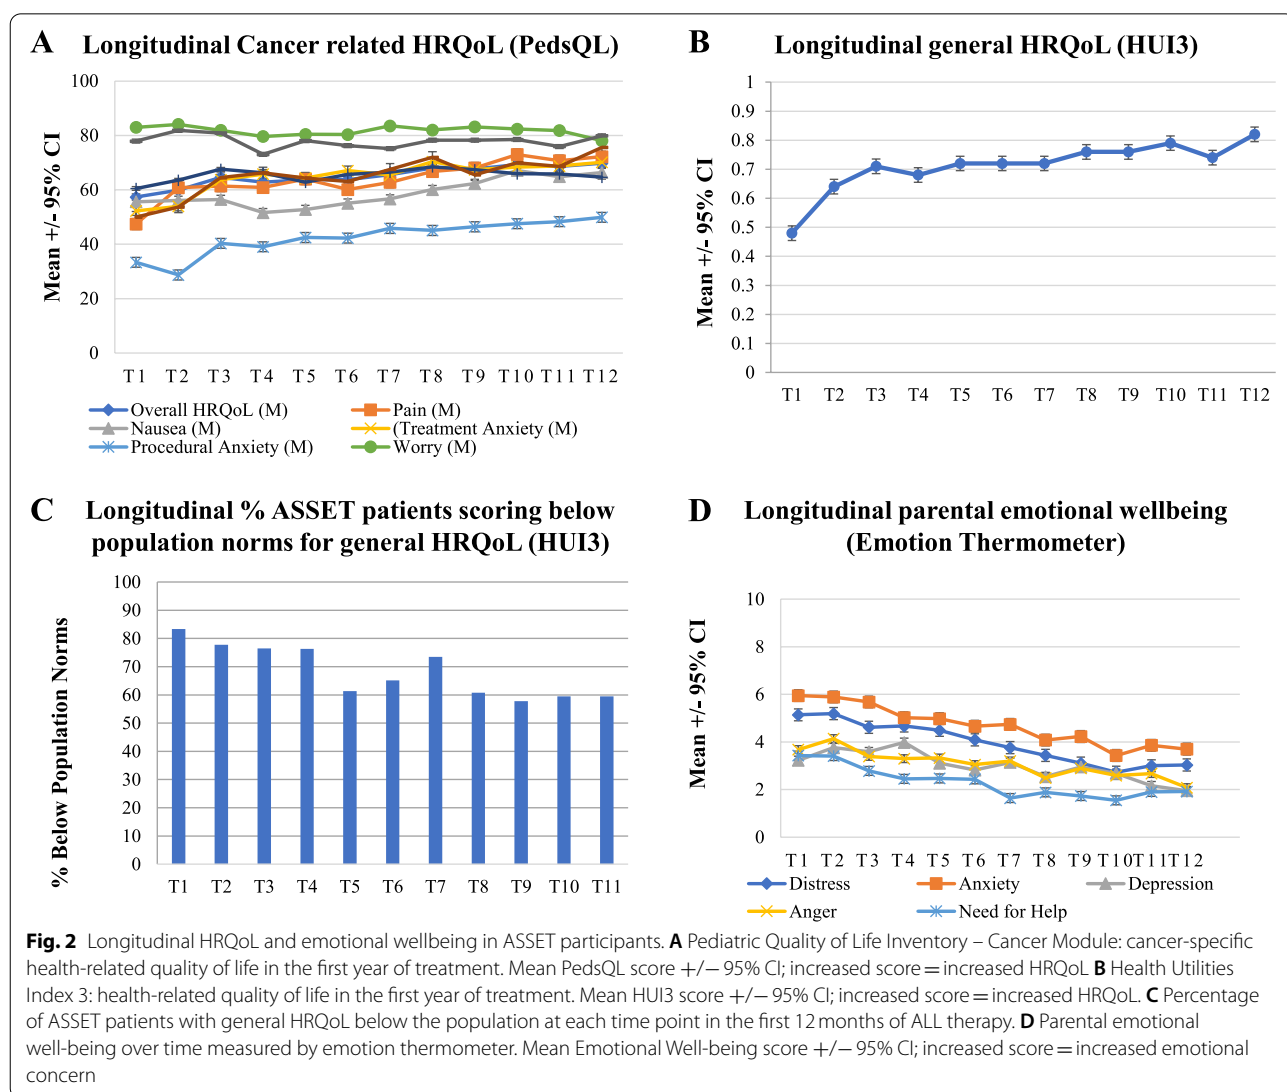 A Longitudinal Cancer related HRQoL (PedsQL)
Mean +/- 95% CI
100
80
60
40
20
0
T1 T2 T3 T4 T5 T6 T7 T8 T9 T10 T11 T12
Overall HRQoL (M) Pain (M)
Nausea (M) (Treatment Anxiety (M)
Procedural Anxiety (M) Worry (M)
B Longitudinal general HRQoL (HUI3)
Mean +/- 95% CI
1
0.9
0.8
0.7
0.6
0.5
0.4
0.3
0.2
0.1
0
T1 T2 T3 T4 T5 T6 T7 T8 T9 T10 T11 T12
C Longitudinal % ASSET patients scoring below
population norms for general HRQoL (HUI3)
% Below Population Norms
100
90
80
70
60
50
40
30
20
10
0
T1 T2 T3 T4 T5 T6 T7 T8 T9 T10 T11
D Longitudinal parental emotional wellbeing
(Emotion Thermometer)
Mean +/- 95% CI
10
8
6
4
2
0
T1 T2 T3 T4 T5 T6 T7 T8 T9 T10 T11 T12
Distress Anxiety Depression
Anger Need for Help
Fig. 2 Longitudinal HRQoL and emotional wellbeing in ASSET participants. A Pediatric Quality of Life Inventory – Cancer Module: cancer-specific
health-related quality of life in the first year of treatment. Mean PedsQL score +/− 95% CI; increased score = increased HRQoL B Health Utilities
Index 3: health-related quality of life in the first year of treatment. Mean HUI3 score +/− 95% CI; increased score = increased HRQoL. C Percentage
of ASSET patients with general HRQoL below the population at each time point in the first 12 months of ALL therapy. D Parental emotional
well-being over time measured by emotion thermometer. Mean Emotional Well-being score +/− 95% CI; increased score = increased emotional
concern